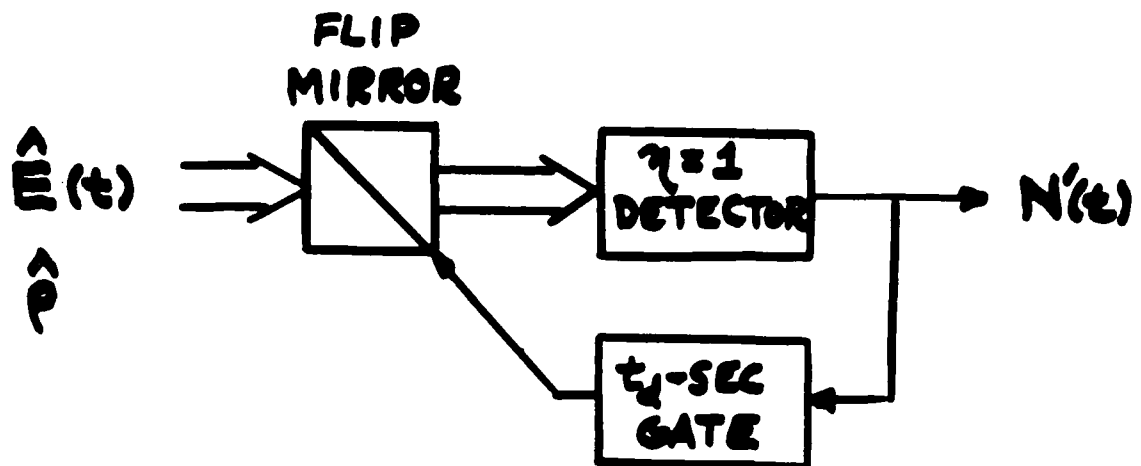 FLIP
MIRROR
Ê(t)
ρ̂
η = 1
DETECTOR
N'(t)
t_d-SEC
GATE